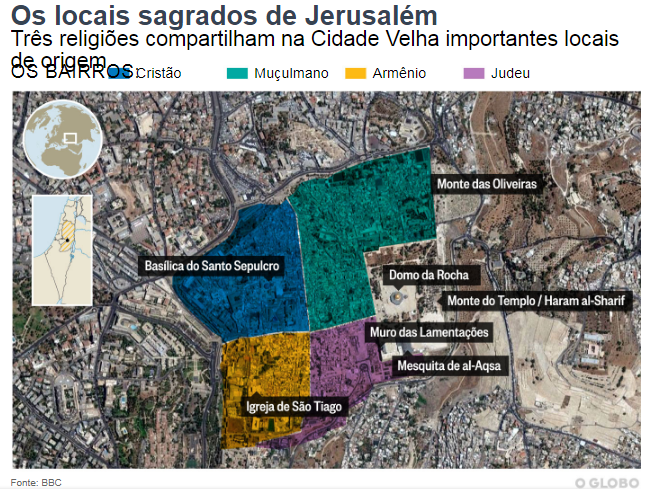 Os locais sagrados de Jerusalém
Três religiões compartilham na Cidade Velha importantes locais
de origem
OS BAIRROS:
Cristão
Muçulmano
Armênio
Judeu
Monte das Oliveiras
Basílica do Santo Sepulcro
Domo da Rocha
Monte do Templo / Haram al-Sharif
Muro das Lamentações
Mesquita de al-Aqsa
Igreja de São Tiago
Fonte: BBC
O GLOBO